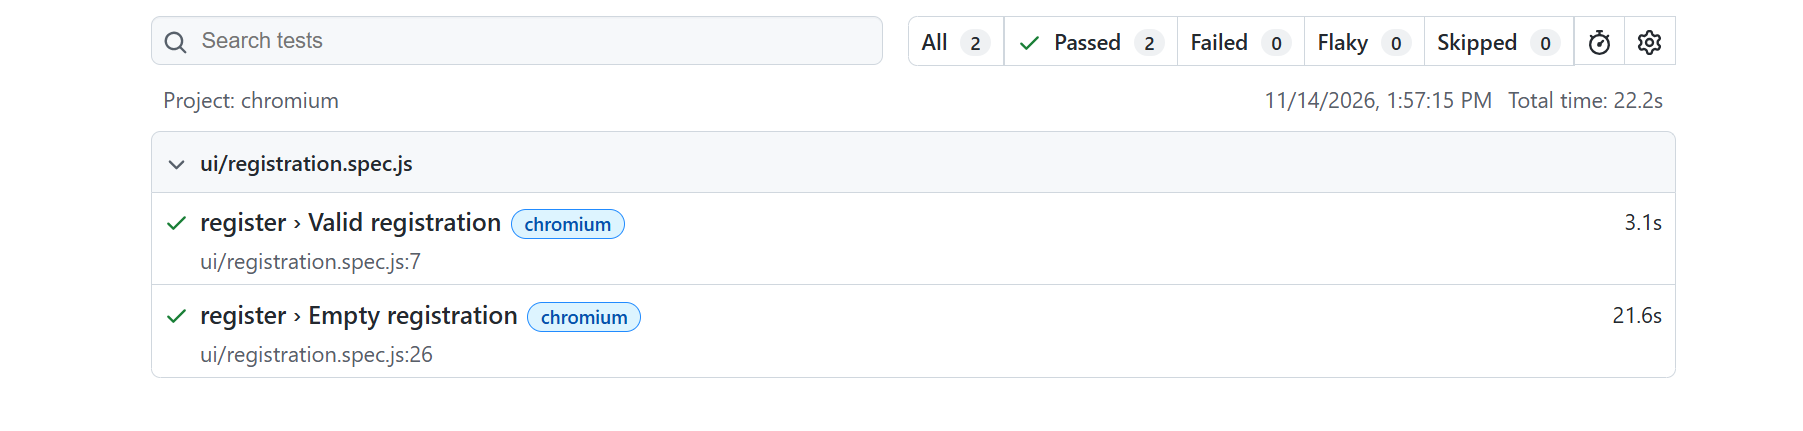 Search tests
All 2 Passed 2 Failed 0 Flaky 0 Skipped 0
Project: chromium 11/14/2026, 1:57:15 PM Total time: 22.2s
ui/registration.spec.js
register › Valid registration chromium 3.1s
ui/registration.spec.js:7
register › Empty registration chromium 21.6s
ui/registration.spec.js:26